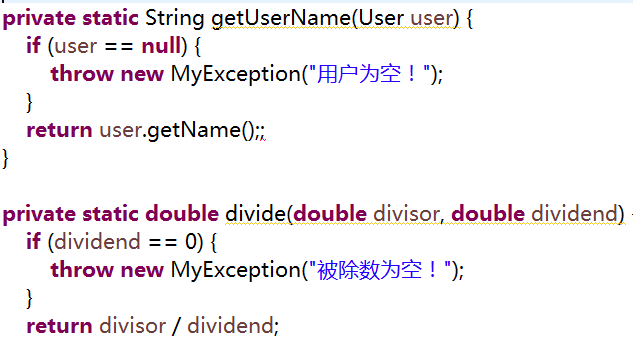 private static String getUserName(User user) {
if (user == null) {
throw new MyException("用户为空！");
}
return user.getName();;
}
private static double divide(double divisor, double dividend)
if (dividend == 0) {
throw new MyException("被除数为空！");
}
return divisor / dividend;